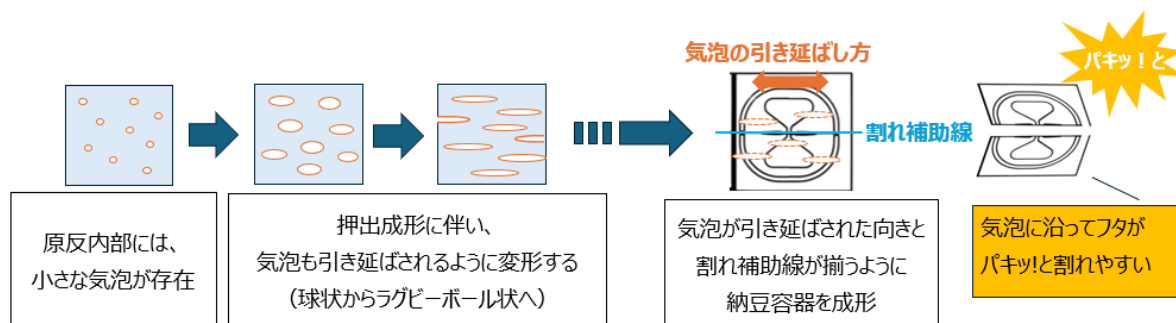 気泡の引き延ばし方
パキッ！と
割れ補助線
原反内部には、
小さな気泡が存在
押出成形に伴い、
気泡も引き延ばされるように変形する
（球状からラグビーボール状へ）
気泡が引き延ばされた向きと
割れ補助線が揃うように
納豆容器を成形
気泡に沿ってフタが
パキッ!と割れやすい